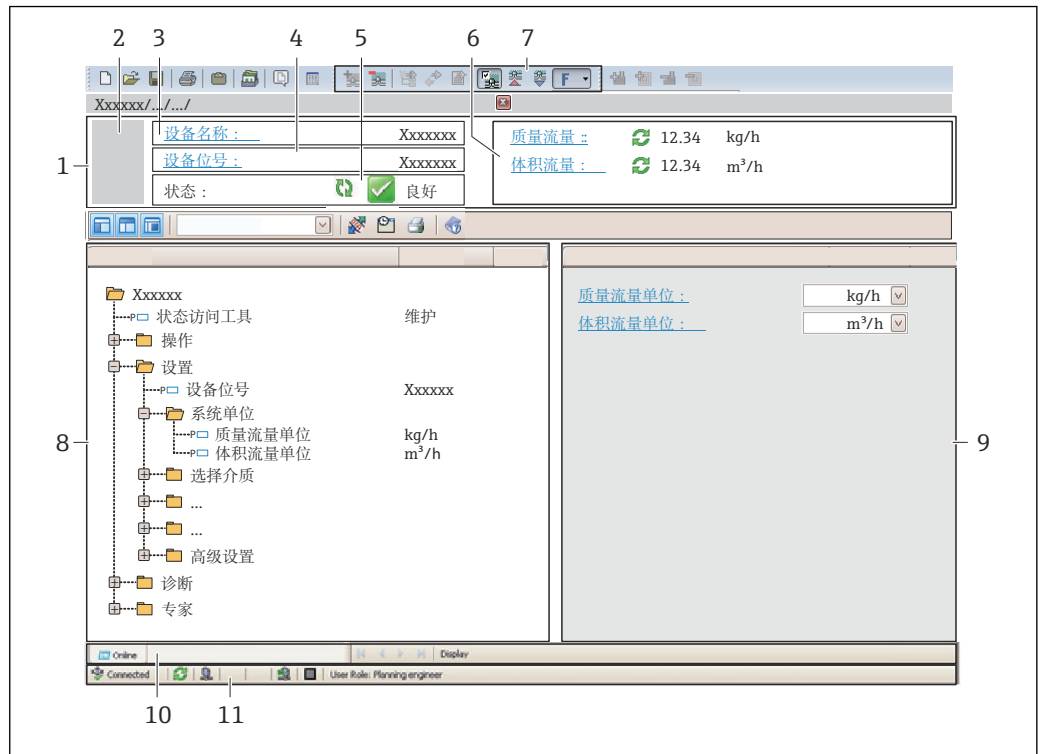 2 3 4 5 6 7
F
Xxxxxx/.../.../
1
设备名称： Xxxxxxx
设备位号： Xxxxxxx
状态： 良好
质量流量：: 12.34 kg/h
体积流量： 12.34 m³/h
Xxxxxx
P 状态访问工具 维护
操作
设置
P 设备位号 Xxxxxx
系统单位
P 质量流量单位 kg/h
P 体积流量单位 m³/h
选择介质
...
...
高级设置
诊断
专家
8
质量流量单位： kg/h
体积流量单位： m³/h
9
Online Display
Connected User Role: Planning engineer
10 11